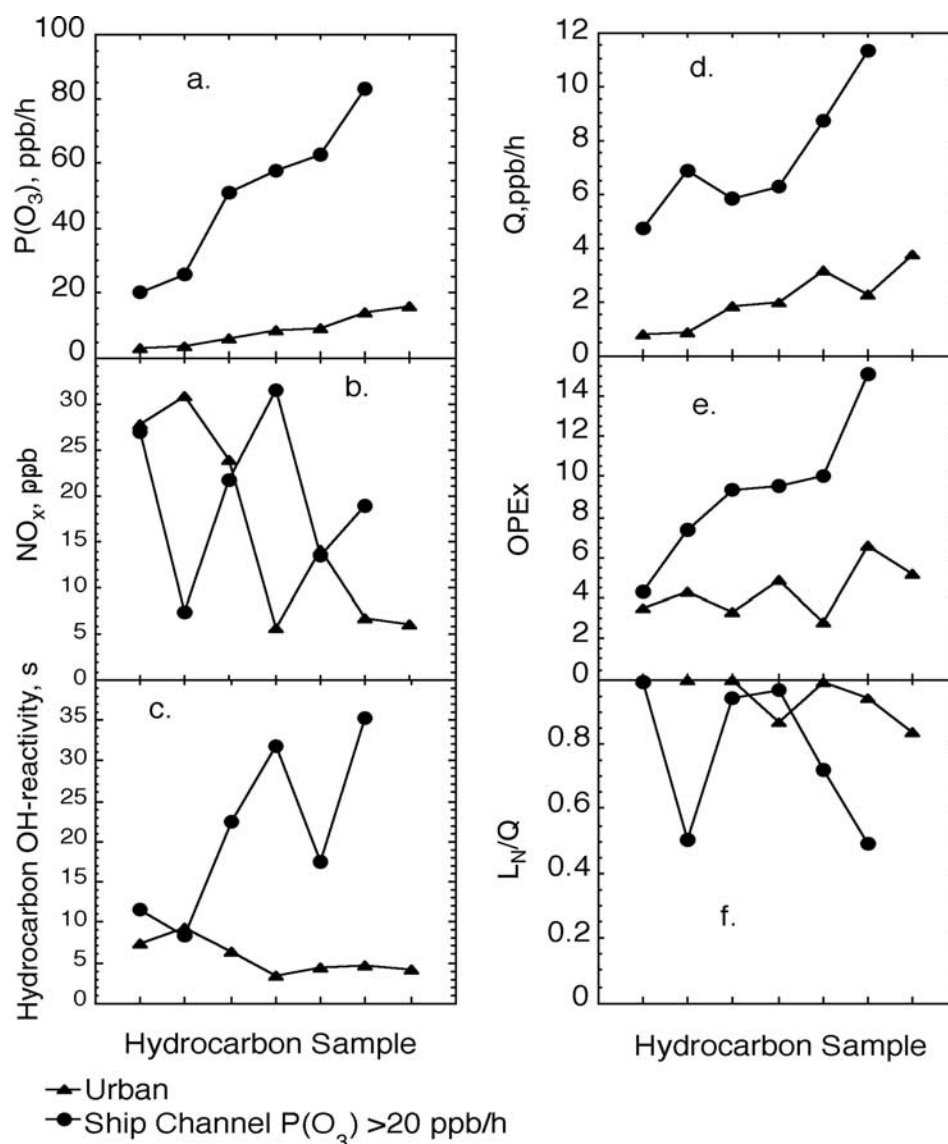 a.
P(O3), ppb/h
100
80
60
40
20
0
b.
NOx, ppb
30
25
20
15
10
5
0
c.
Hydrocarbon OH-reactivity, s
35
30
25
20
15
10
5
0
Hydrocarbon Sample
d.
Q,ppb/h
12
10
8
6
4
2
0
e.
OPEx
14
12
10
8
6
4
2
0
f.
LN/Q
0.8
0.6
0.4
0.2
0
Hydrocarbon Sample
Urban
Ship Channel P(O3) >20 ppb/h